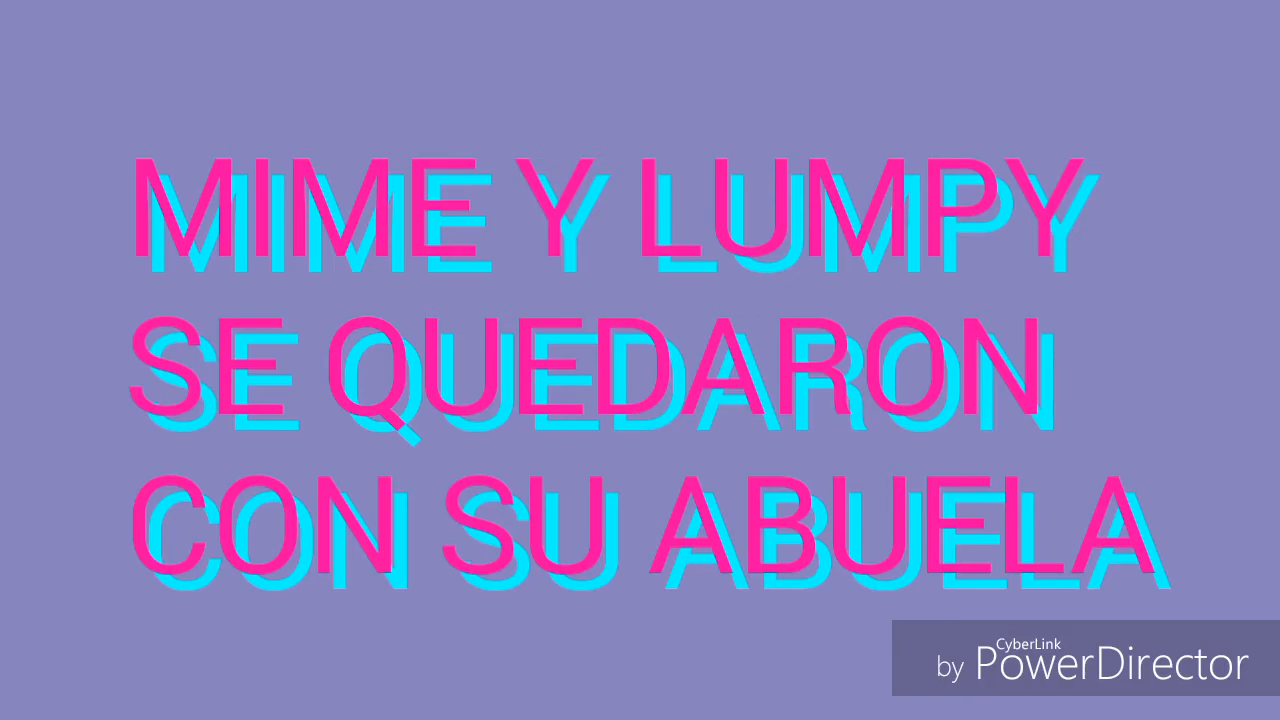 MIME Y LUMPY
SE QUEDARON
CON SU ABUELA
CyberLink
by PowerDirector